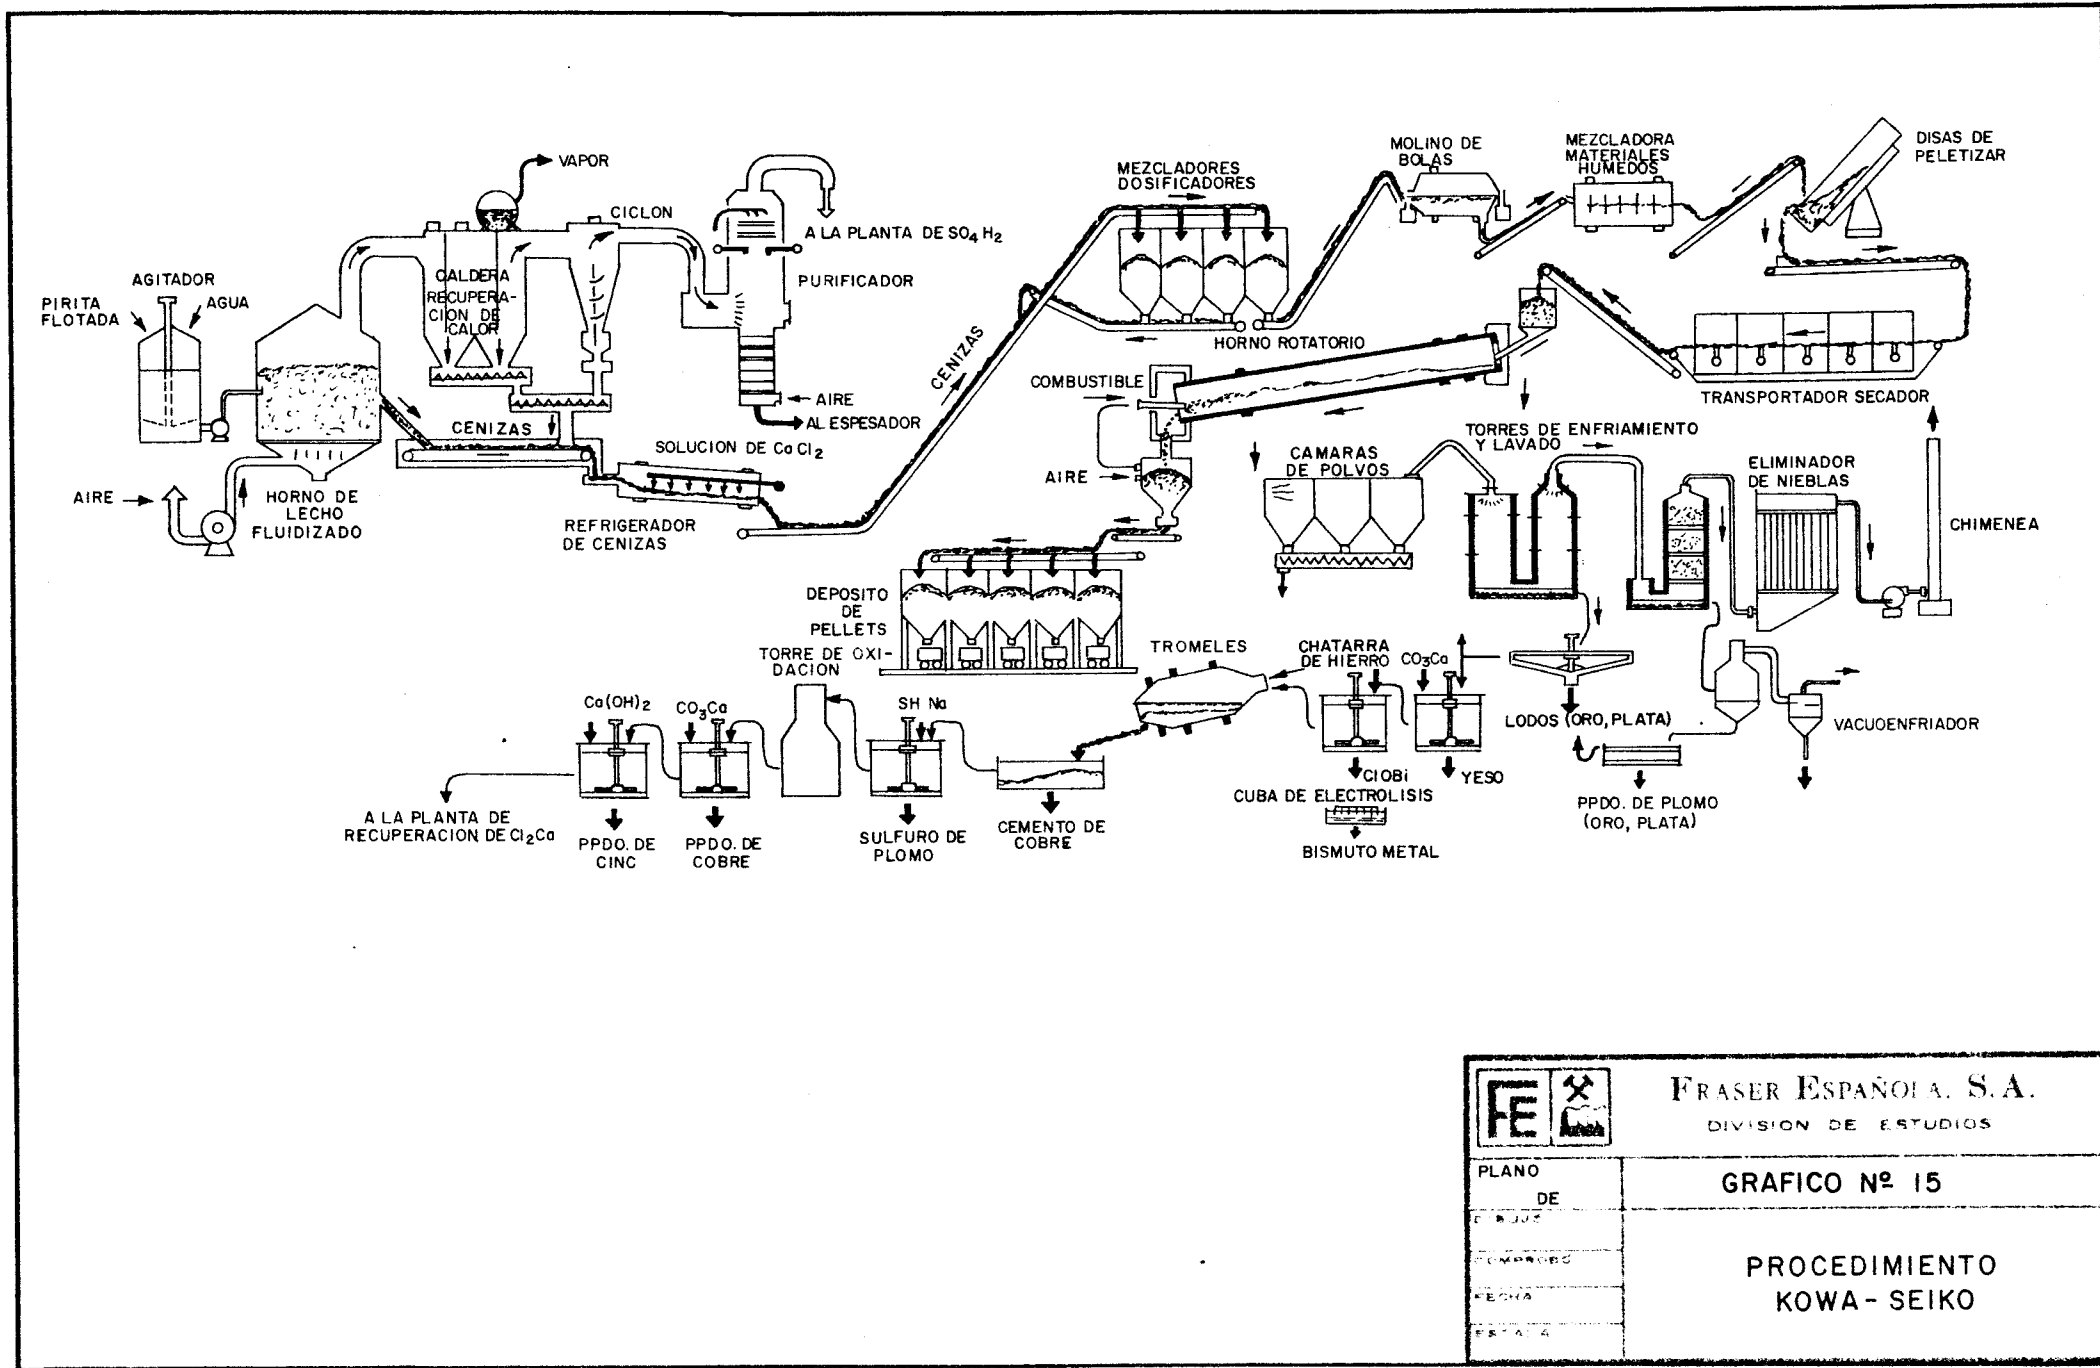 VAPOR
CICLON
A LA PLANTA DE SO4H2
PURIFICADOR
CALDERA
RECUPERA-
CION DE
CALOR
AGITADOR
AGUA
PIRITA
FLOTADA
AIRE
AL ESPESADOR
CENIZAS
SOLUCION DE CaCl2
AIRE
HORNO DE
LECHO
FLUIDIZADO
REFRIGERADOR
DE CENIZAS
CENIZAS
MEZCLADORES
DOSIFICADORES
MOLINO DE
BOLAS
MEZCLADORA
MATERIALES
HUMEDOS
DISAS DE
PELETIZAR
HORNO ROTATORIO
COMBUSTIBLE
TRANSPORTADOR SECADOR
AIRE
CAMARAS
DE POLVOS
TORRES DE ENFRIAMIENTO
Y LAVADO
ELIMINADOR
DE NIEBLAS
CHIMENEA
DEPOSITO
DE
PELLETS
TORRE DE OXI-
DACION
TROMELES
CHATARRA
DE HIERRO
CO3Ca
LODOS (ORO, PLATA)
VACUOENFRIADOR
Ca(OH)2
CO3Ca
SH Na
ClOBi
YESO
CUBA DE ELECTROLISIS
BISMUTO METAL
PPDO. DE PLOMO
(ORO, PLATA)
A LA PLANTA DE
RECUPERACION DE Cl2Ca
PPDO. DE
CINC
PPDO. DE
COBRE
SULFURO DE
PLOMO
CEMENTO DE
COBRE
FE
FRASER ESPAÑOLA, S.A.
DIVISION DE ESTUDIOS
PLANO
DE
GRAFICO Nº 15
DIBUJO
COMPROBO
FECHA
ESCALA
PROCEDIMIENTO
KOWA-SEIKO